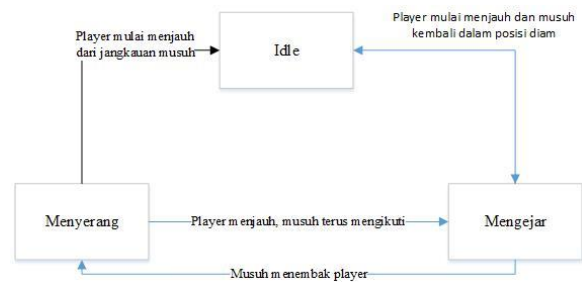 Player mulai menjauh dan musuh
kembali dalam posisi diam
Player mulai menjauh
dari jangkauan musuh
Idle
Menyerang
Player menjauh, musuh terus mengikuti
Mengejar
Musuh menembak player